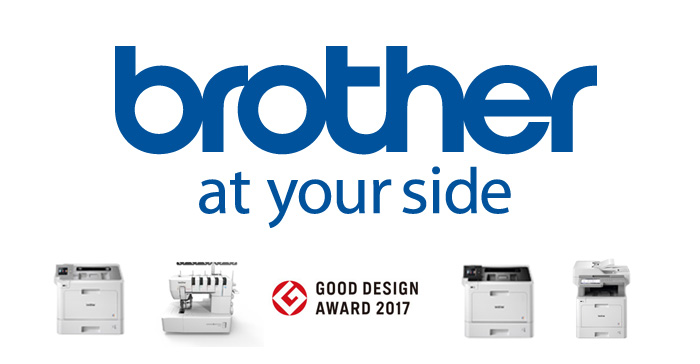 brother
at your side
GOOD DESIGN
AWARD 2017